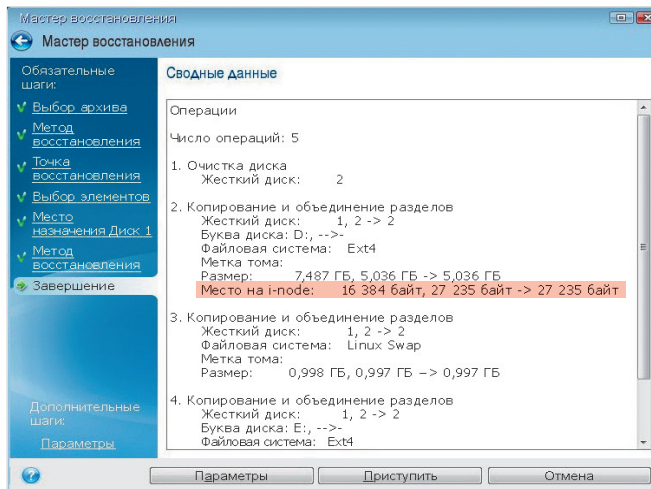 Мастер восстановления
Мастер восстановления
Обязательные
шаги:
Выбор архива
Метод
восстановления
Точка
восстановления
Выбор элементов
Место
назначения Диск 1
Метод
восстановления
Завершение
Дополнительные
шаги:
Параметры
Сводные данные
Операции
Число операций: 5
1. Очистка диска
Жесткий диск: 2
2. Копирование и объединение разделов
Жесткий диск: 1, 2 -> 2
Буква диска: D:, -->-
Файловая система: Ext4
Метка тома:
Размер: 7,487 ГБ, 5,036 ГБ -> 5,036 ГБ
Место на i-node: 16 384 байт, 27 235 байт -> 27 235 байт
3. Копирование и объединение разделов
Жесткий диск: 1, 2 -> 2
Файловая система: Linux Swap
Метка тома:
Размер: 0,998 ГБ, 0,997 ГБ –> 0,997 ГБ
4. Копирование и объединение разделов
Жесткий диск: 1, 2 -> 2
Буква диска: E:, -->-
Файловая система: Ext4
Параметры
Приступить
Отмена